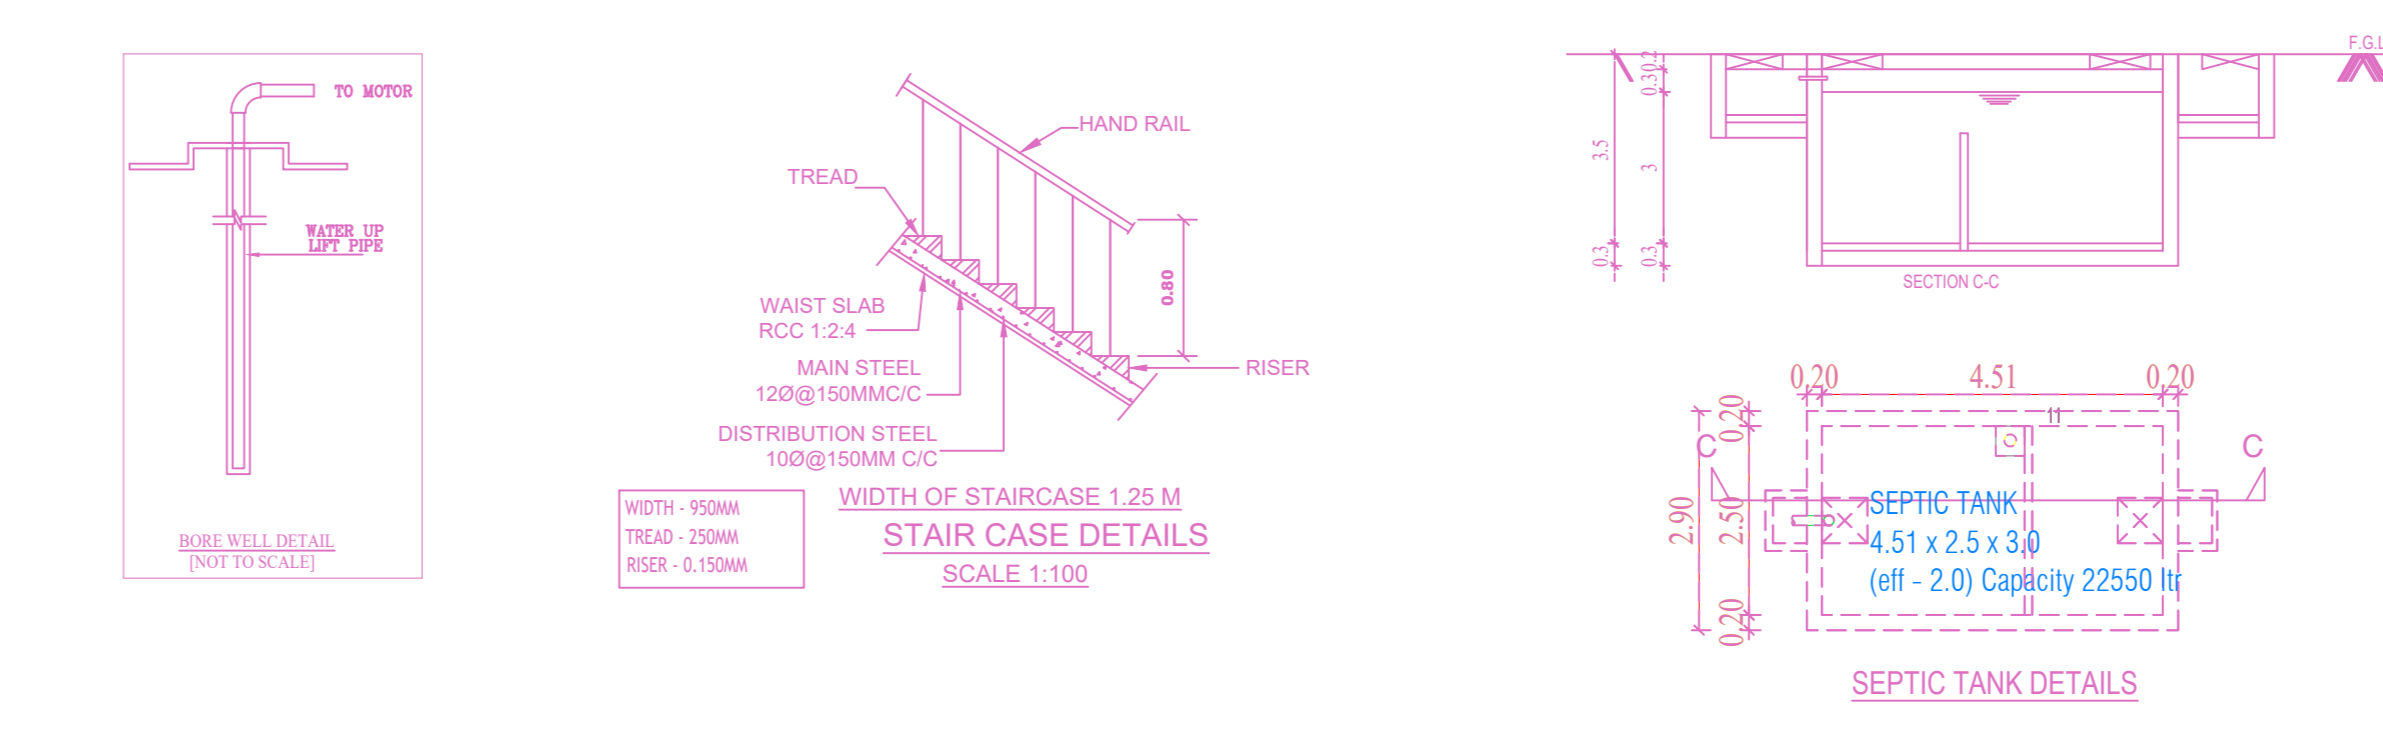 TO MOTOR
WATER UP
LIFT PIPE
BORE WELL DETAIL
[NOT TO SCALE]
HAND RAIL
TREAD
0.80
WAIST SLAB
RCC 1:2:4
MAIN STEEL
12Ø@150MMC/C
RISER
DISTRIBUTION STEEL
10Ø@150MM C/C
WIDTH - 950MM
TREAD - 250MM
RISER - 0.150MM
WIDTH OF STAIRCASE 1.25 M
STAIR CASE DETAILS
SCALE 1:100
F.G.L
0.2
0.3
3.5
3
0.3
0.3
SECTION C-C
0.20
4.51
0.20
0.20
11
C
C
2.90
2.50
SEPTIC TANK
4.51 x 2.5 x 3.0
(eff - 2.0) Capacity 22550 ltr
0.20
SEPTIC TANK DETAILS